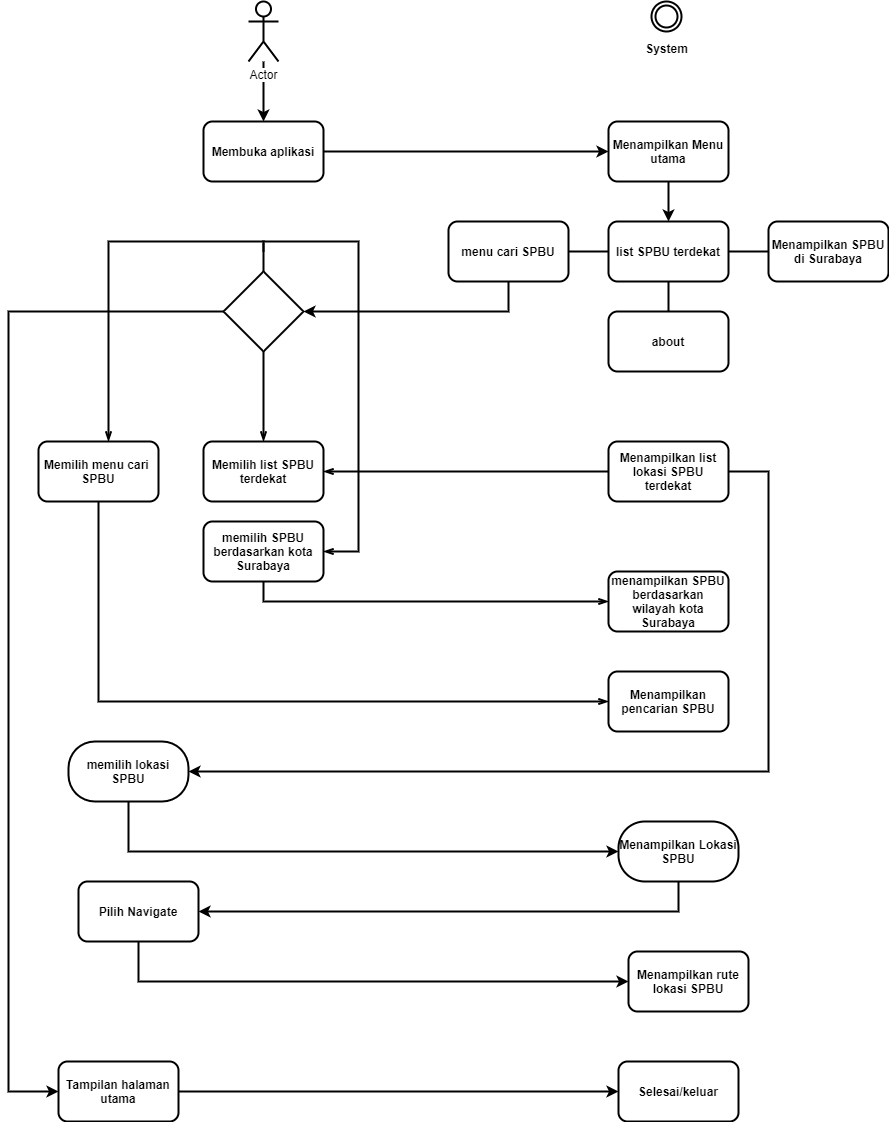 Actor
System
Membuka aplikasi
Menampilkan Menu
utama
menu cari SPBU
list SPBU terdekat
Menampilkan SPBU
di Surabaya
about
Memilih menu cari
SPBU
Memilih list SPBU
terdekat
Menampilkan list
lokasi SPBU
terdekat
memilih SPBU
berdasarkan kota
Surabaya
menampilkan SPBU
berdasarkan
wilayah kota
Surabaya
Menampilkan
pencarian SPBU
memilih lokasi
SPBU
Menampilkan Lokasi
SPBU
Pilih Navigate
Menampilkan rute
lokasi SPBU
Tampilan halaman
utama
Selesai/keluar